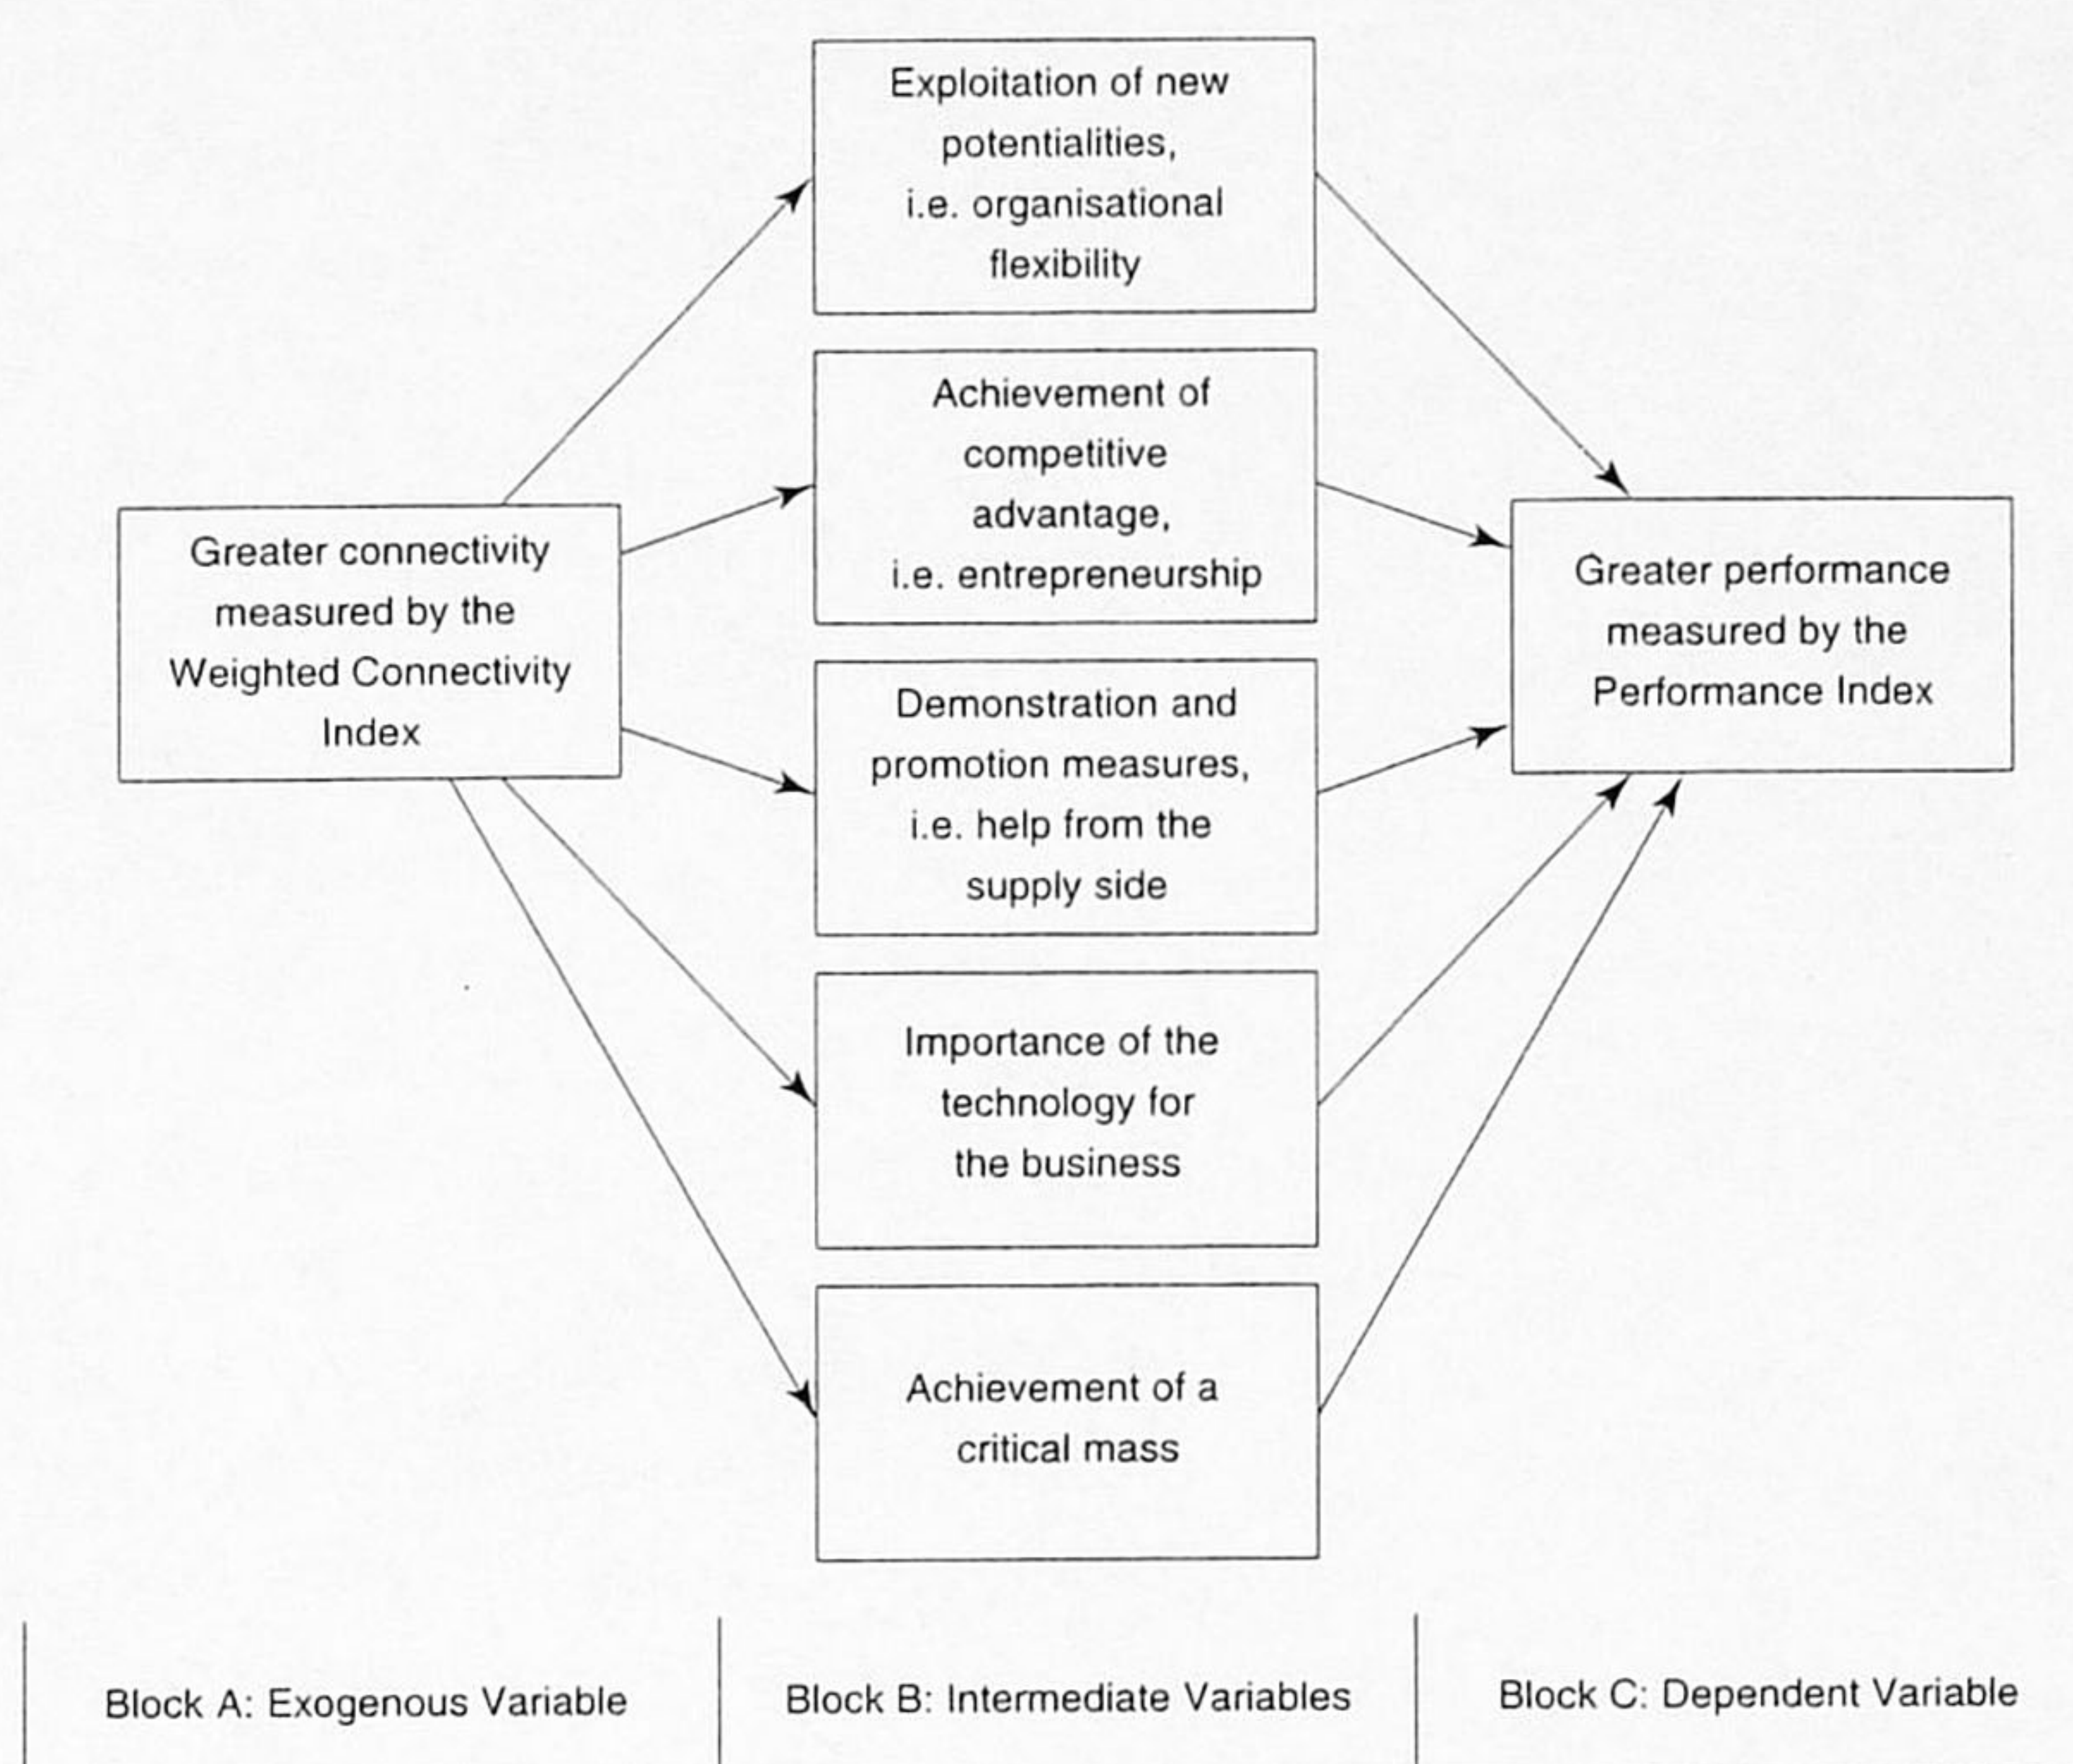 Exploitation of new
potentialities,
i.e. organisational
flexibility
Achievement of
competitive
advantage,
i.e. entrepreneurship
Greater connectivity
measured by the
Weighted Connectivity
Index
Greater performance
measured by the
Performance Index
Demonstration and
promotion measures,
i.e. help from the
supply side
Importance of the
technology for
the business
Achievement of a
critical mass
Block A: Exogenous Variable
Block B: Intermediate Variables
Block C: Dependent Variable